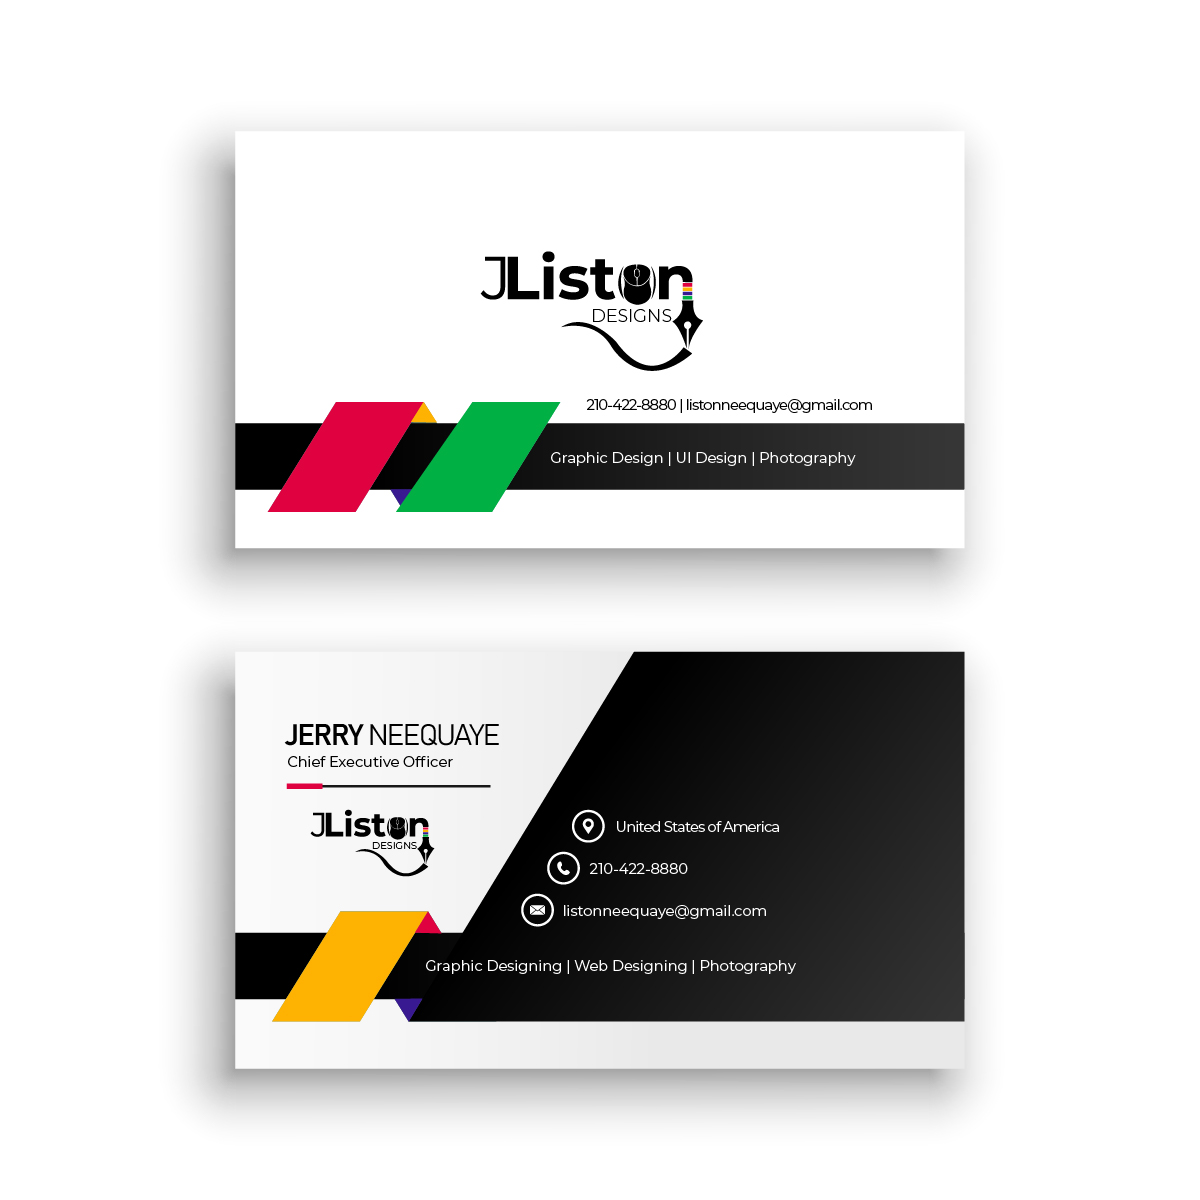 JListon
DESIGNS
210-422-8880 | listonneequaye@gmail.com
Graphic Design | UI Design | Photography
JERRY NEEQUAYE
Chief Executive Officer
JListon
DESIGNS
United States of America
210-422-8880
listonneequaye@gmail.com
Graphic Designing | Web Designing | Photography